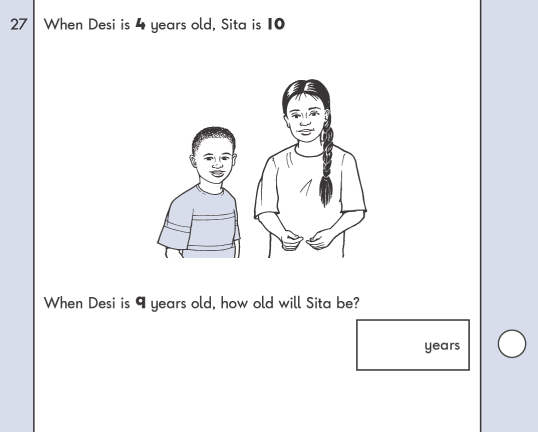 27
When Desi is 4 years old, Sita is 10
When Desi is 9 years old, how old will Sita be?
years